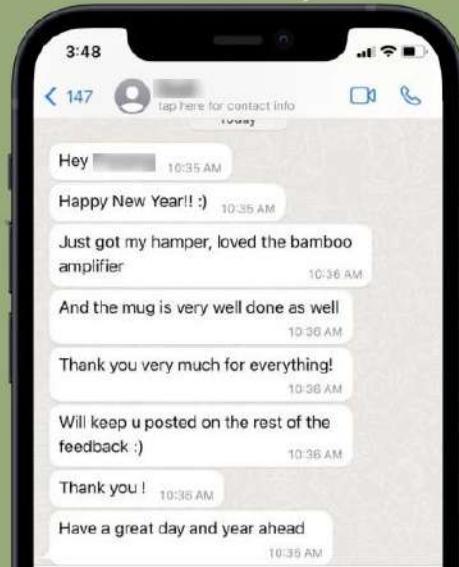 3:48
147
tap here for contact info
Today
Hey
10:35 AM
Happy New Year!! :)
10:35 AM
Just got my hamper, loved the bamboo
amplifier
10:36 AM
And the mug is very well done as well
10:36 AM
Thank you very much for everything!
10:36 AM
Will keep u posted on the rest of the
feedback :)
10:36 AM
Thank you !
10:36 AM
Have a great day and year ahead
10:36 AM